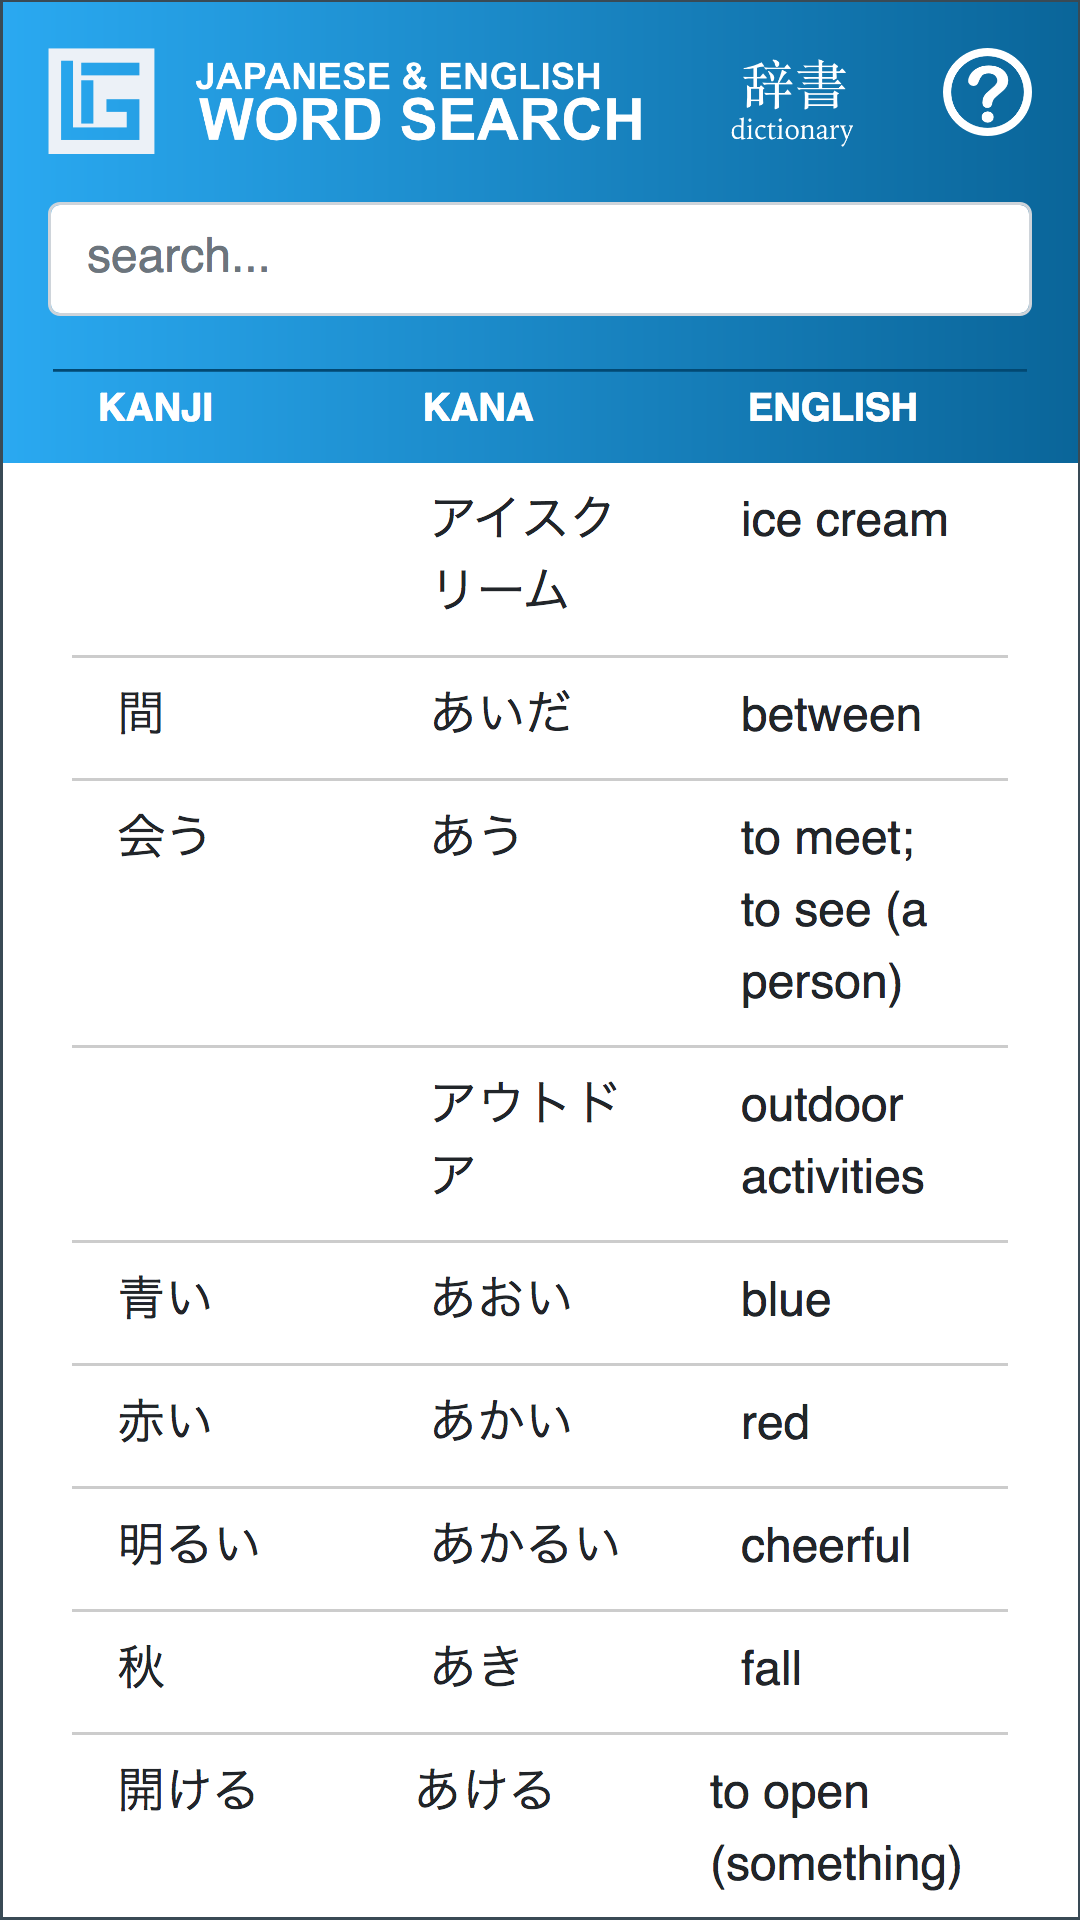 JAPANESE & ENGLISH
WORD SEARCH
辞書
dictionary
?
search...
KANJI KANA ENGLISH
アイスク ice cream
リーム
間 あいだ between
会う あう to meet;
to see (a
person)
アウトド outdoor
ア activities
青い あおい blue
赤い あかい red
明るい あかるい cheerful
秋 あき fall
開ける あける to open
(something)